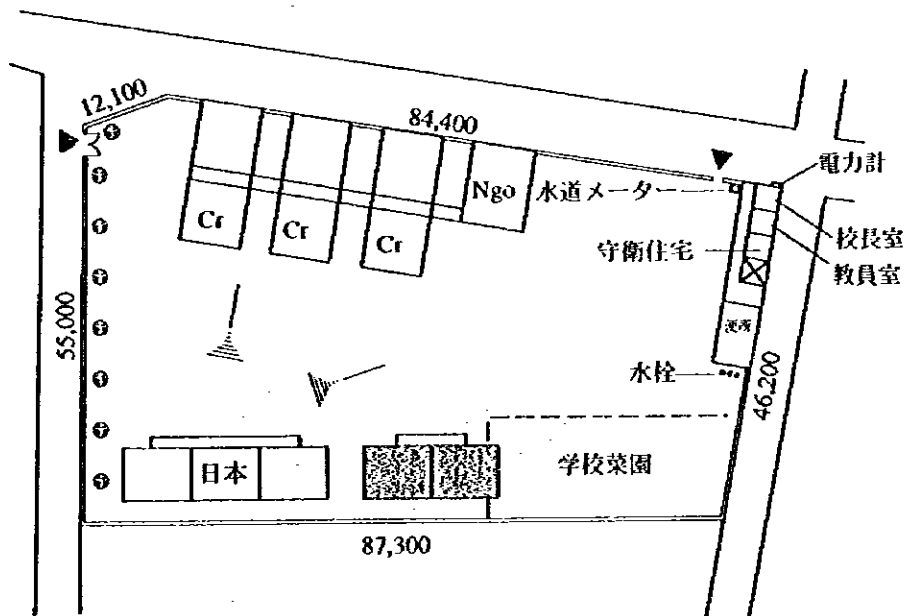 12,100
84,400
電力計
Ngo
水道メーター
Cr
Cr
Cr
校長室
守衛住宅
教員室
便所
55,000
水栓
46,200
日本
学校菜園
87,300